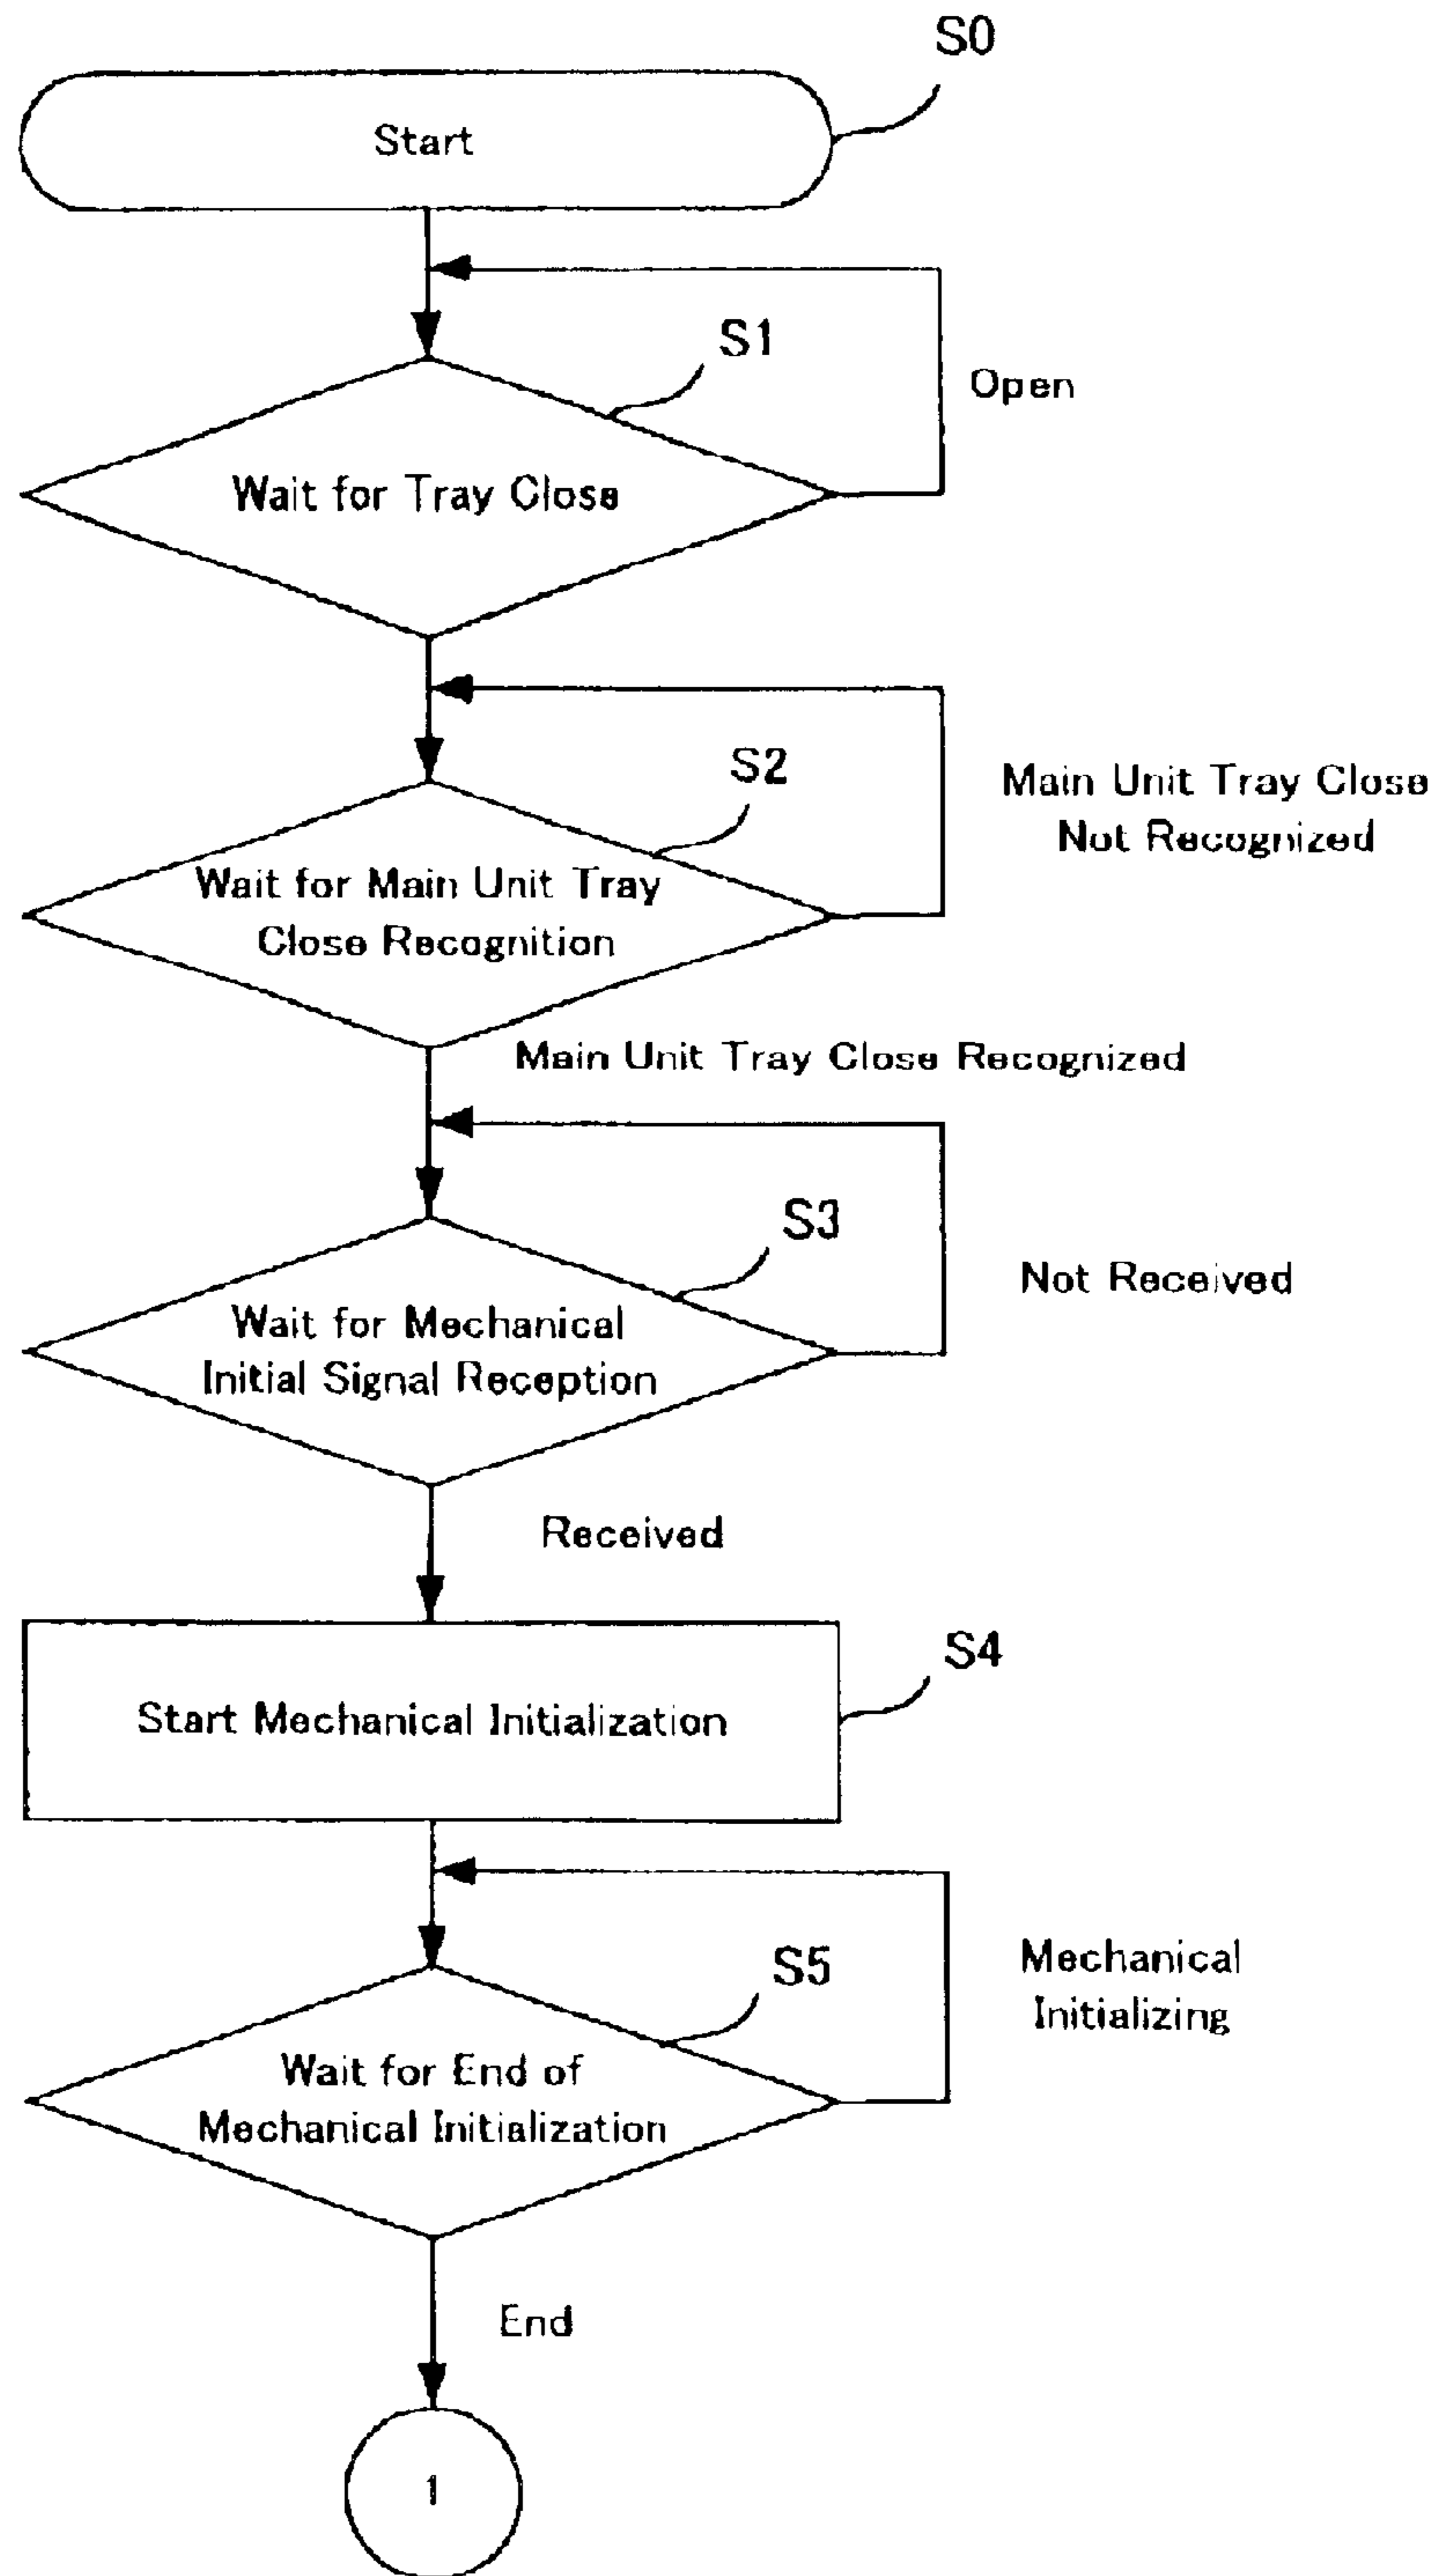 S0
Start
S1
Open
Wait for Tray Close
S2
Main Unit Tray Close
Not Recognized
Wait for Main Unit Tray
Close Recognition
Main Unit Tray Close Recognized
S3
Not Received
Wait for Mechanical
Initial Signal Reception
Received
S4
Start Mechanical Initialization
S5
Mechanical
Initializing
Wait for End of
Mechanical Initialization
End
1